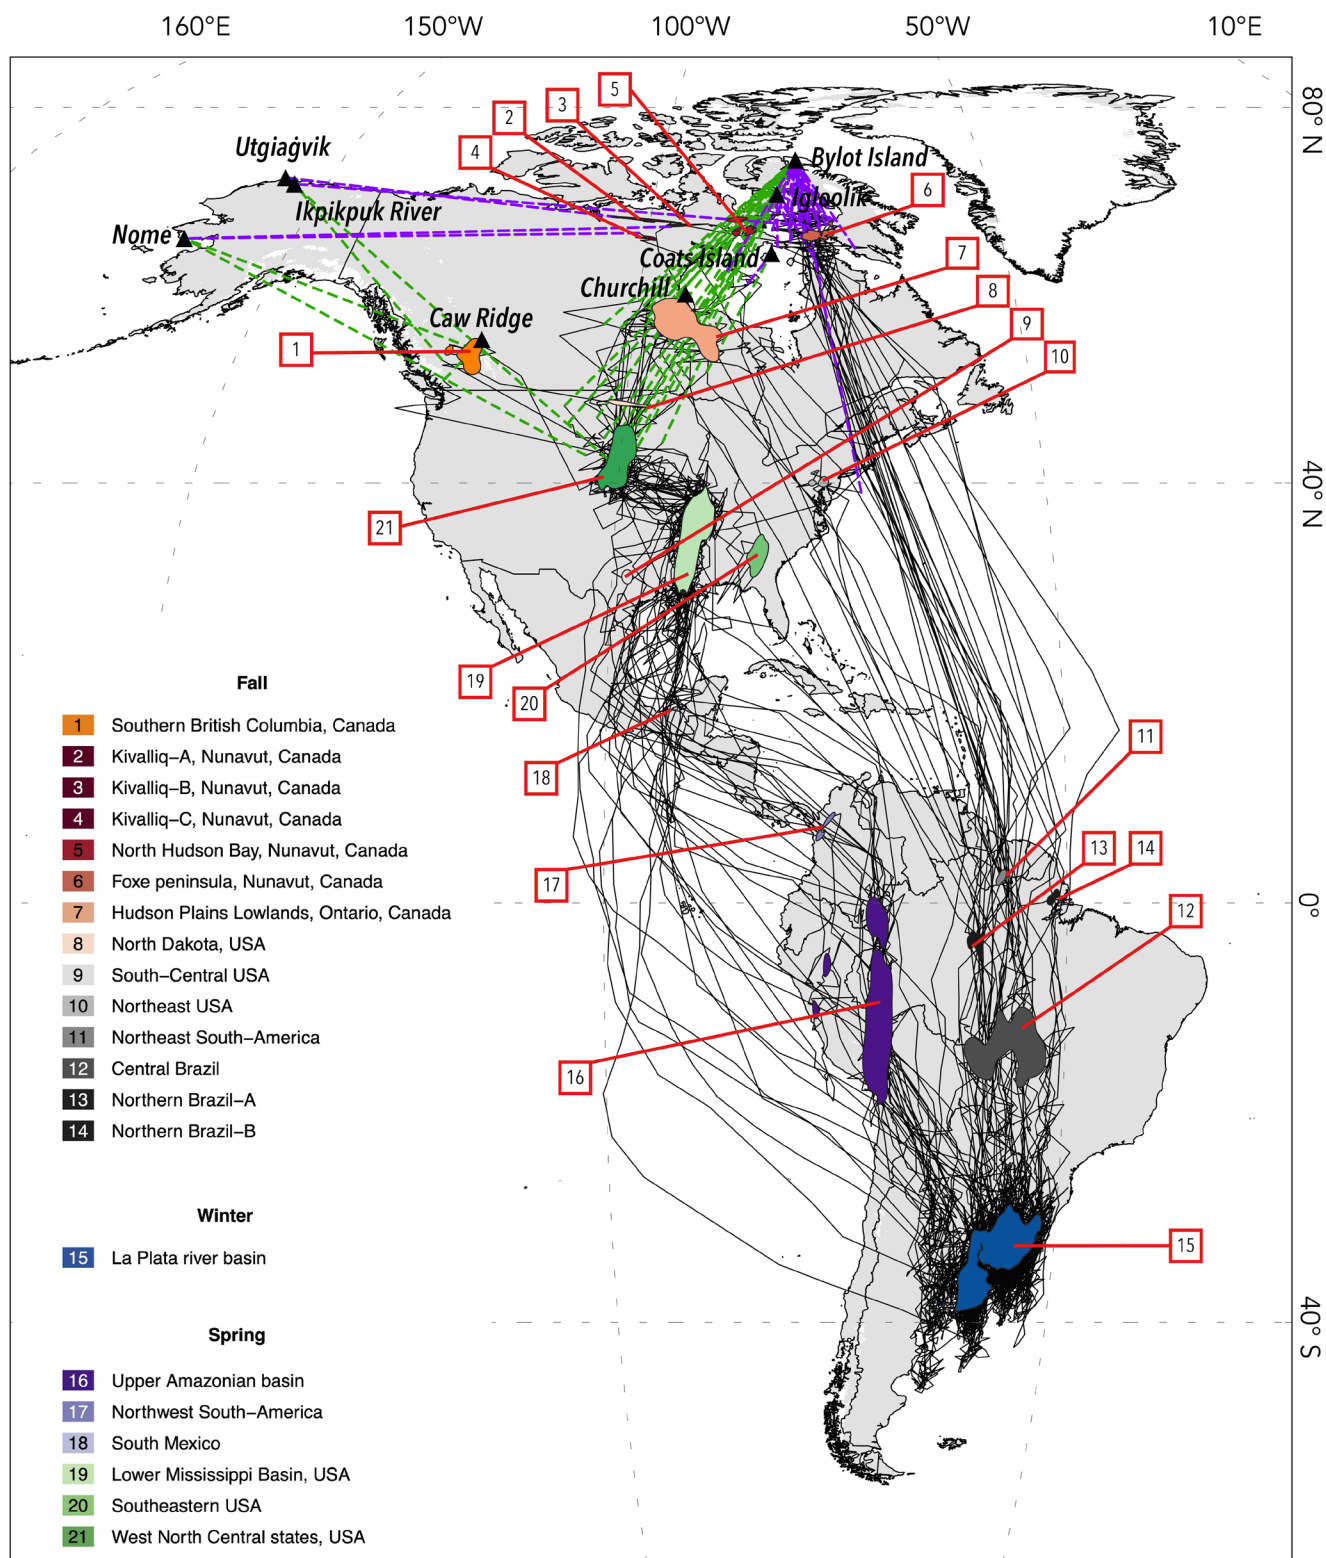 160°E 150°W 100°W 50°W 10°E
80° N
5
3
2
4
Utgiaġvik
Bylot Island
Igloolik
6
Ikpikpuk River
Nome
Coats Island
7
Churchill
8
Caw Ridge
9
1
10
40° N
21
19
20
18
11
17
13
14
12
0°
16
15
40° S
Fall
1 Southern British Columbia, Canada
2 Kivalliq–A, Nunavut, Canada
3 Kivalliq–B, Nunavut, Canada
4 Kivalliq–C, Nunavut, Canada
5 North Hudson Bay, Nunavut, Canada
6 Foxe peninsula, Nunavut, Canada
7 Hudson Plains Lowlands, Ontario, Canada
8 North Dakota, USA
9 South–Central USA
10 Northeast USA
11 Northeast South–America
12 Central Brazil
13 Northern Brazil–A
14 Northern Brazil–B
Winter
15 La Plata river basin
Spring
16 Upper Amazonian basin
17 Northwest South–America
18 South Mexico
19 Lower Mississippi Basin, USA
20 Southeastern USA
21 West North Central states, USA